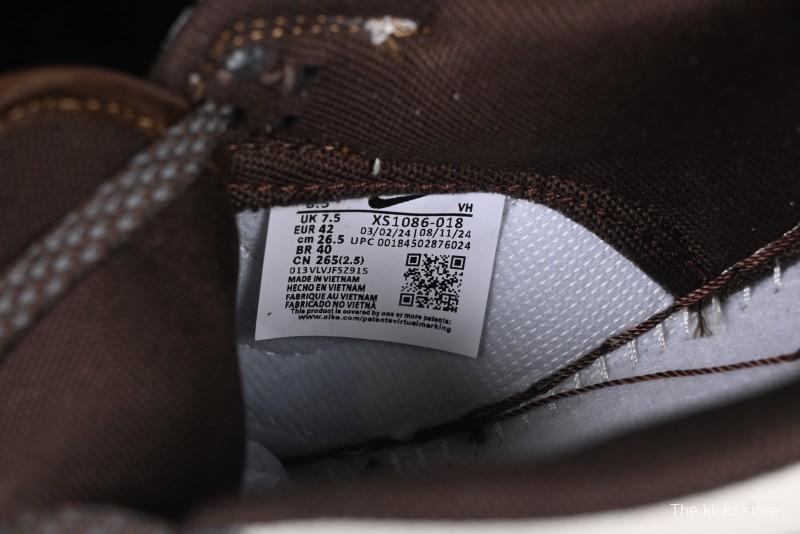 8.5
UK 7.5
EUR 42
cm 26.5
BR 40
CN 265(2.5)
VH
XS1086-018
03/02/24 | 08/11/24
UPC 00184502876024
013VLVJFSZ915
MADE IN VIETNAM
HECHO EN VIETNAM
FABRIQUE AU VIETNAM
FABRICADO NO VIETNÃ
This product is covered by one or more patents:
www.nike.com/patentsvirtualmarking
The-kickz.store